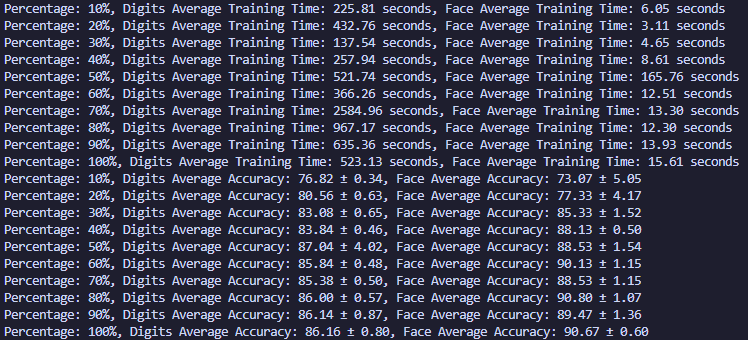 Percentage: 10%, Digits Average Training Time: 225.81 seconds, Face Average Training Time: 6.05 seconds
Percentage: 20%, Digits Average Training Time: 432.76 seconds, Face Average Training Time: 3.11 seconds
Percentage: 30%, Digits Average Training Time: 137.54 seconds, Face Average Training Time: 4.65 seconds
Percentage: 40%, Digits Average Training Time: 257.94 seconds, Face Average Training Time: 8.61 seconds
Percentage: 50%, Digits Average Training Time: 521.74 seconds, Face Average Training Time: 165.76 seconds
Percentage: 60%, Digits Average Training Time: 366.26 seconds, Face Average Training Time: 12.51 seconds
Percentage: 70%, Digits Average Training Time: 2584.96 seconds, Face Average Training Time: 13.30 seconds
Percentage: 80%, Digits Average Training Time: 967.17 seconds, Face Average Training Time: 12.30 seconds
Percentage: 90%, Digits Average Training Time: 635.36 seconds, Face Average Training Time: 13.93 seconds
Percentage: 100%, Digits Average Training Time: 523.13 seconds, Face Average Training Time: 15.61 seconds
Percentage: 10%, Digits Average Accuracy: 76.82 ± 0.34, Face Average Accuracy: 73.07 ± 5.05
Percentage: 20%, Digits Average Accuracy: 80.56 ± 0.63, Face Average Accuracy: 77.33 ± 4.17
Percentage: 30%, Digits Average Accuracy: 83.08 ± 0.65, Face Average Accuracy: 85.33 ± 1.52
Percentage: 40%, Digits Average Accuracy: 83.84 ± 0.46, Face Average Accuracy: 88.13 ± 0.50
Percentage: 50%, Digits Average Accuracy: 87.04 ± 4.02, Face Average Accuracy: 88.53 ± 1.54
Percentage: 60%, Digits Average Accuracy: 85.84 ± 0.48, Face Average Accuracy: 90.13 ± 1.15
Percentage: 70%, Digits Average Accuracy: 85.38 ± 0.50, Face Average Accuracy: 88.53 ± 1.15
Percentage: 80%, Digits Average Accuracy: 86.00 ± 0.57, Face Average Accuracy: 90.80 ± 1.07
Percentage: 90%, Digits Average Accuracy: 86.14 ± 0.87, Face Average Accuracy: 89.47 ± 1.36
Percentage: 100%, Digits Average Accuracy: 86.16 ± 0.80, Face Average Accuracy: 90.67 ± 0.60